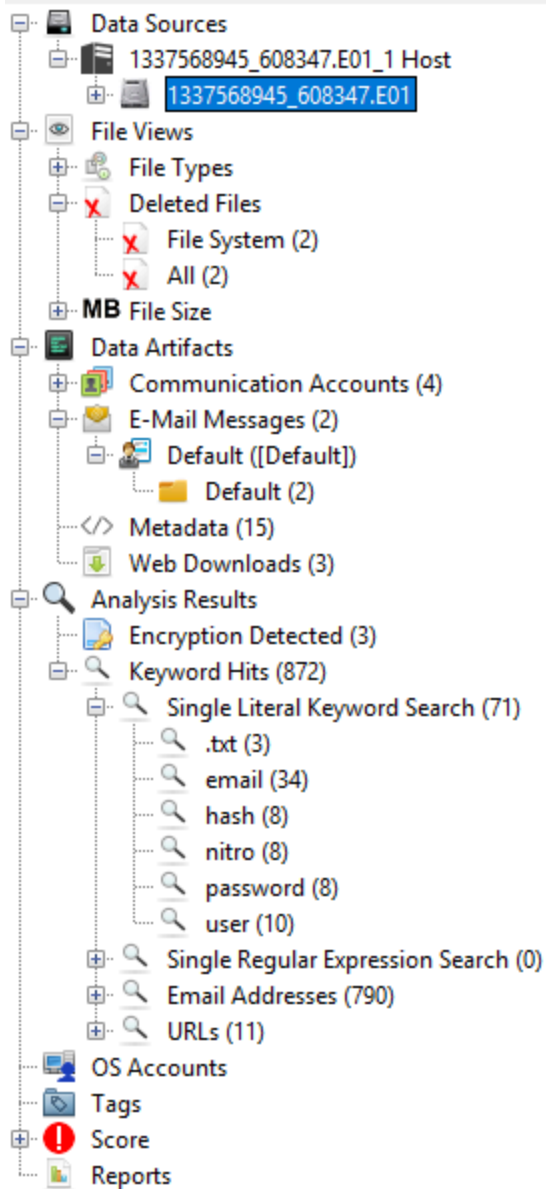 Data Sources
1337568945_608347.E01_1 Host
1337568945_608347.E01
File Views
File Types
Deleted Files
File System (2)
All (2)
MB File Size
Data Artifacts
Communication Accounts (4)
E-Mail Messages (2)
Default ([Default])
Default (2)
Metadata (15)
Web Downloads (3)
Analysis Results
Encryption Detected (3)
Keyword Hits (872)
Single Literal Keyword Search (71)
.txt (3)
email (34)
hash (8)
nitro (8)
password (8)
user (10)
Single Regular Expression Search (0)
Email Addresses (790)
URLs (11)
OS Accounts
Tags
Score
Reports